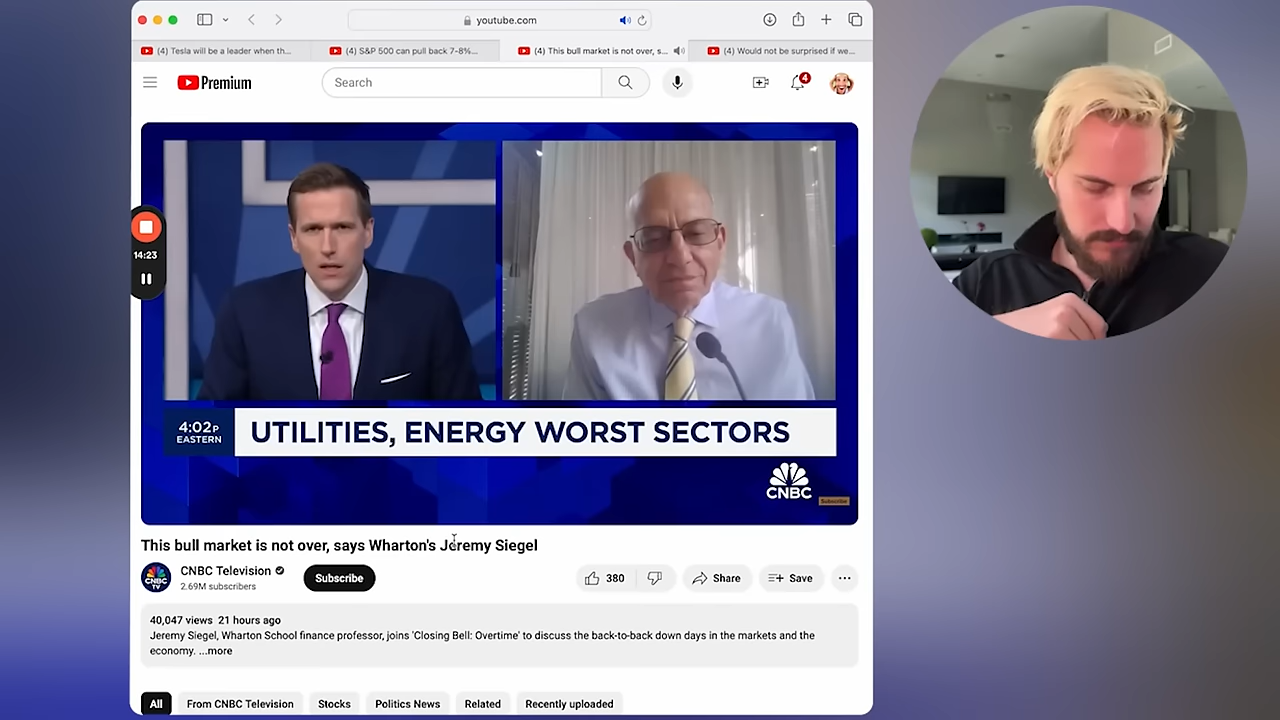 youtube.com
(4) Tesla will be a leader when th...
(4) S&P 500 can pull back 7-8%...
(4) This bull market is not over, s...
(4) Would not be surprised if we...
Premium
Search
4
14:23
4:02P
EASTERN
UTILITIES, ENERGY WORST SECTORS
CNBC
Subscribe
This bull market is not over, says Wharton's Jeremy Siegel
CNBC
TV
CNBC Television
2.69M subscribers
Subscribe
380
Share
Save
40,047 views 21 hours ago
Jeremy Siegel, Wharton School finance professor, joins 'Closing Bell: Overtime' to discuss the back-to-back down days in the markets and the
economy. ...more
All
From CNBC Television
Stocks
Politics News
Related
Recently uploaded